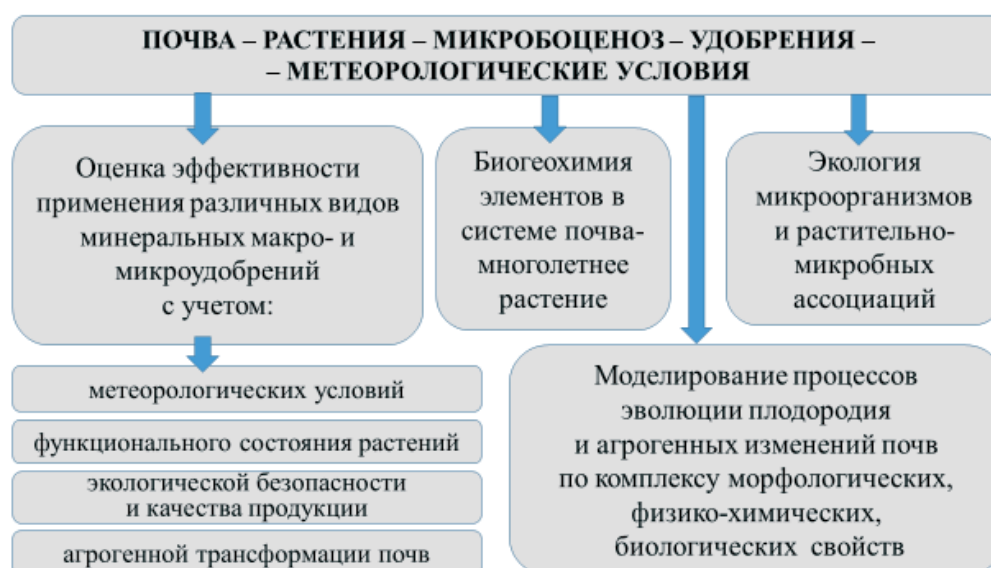 ПОЧВА – РАСТЕНИЯ – МИКРОБОЦЕНОЗ – УДОБРЕНИЯ –
– МЕТЕОРОЛОГИЧЕСКИЕ УСЛОВИЯ
Оценка эффективности
применения различных видов
минеральных макро- и
микроудобрений
с учетом:
метеорологических условий
функционального состояния растений
экологической безопасности
и качества продукции
агрогенной трансформации почв
Биогеохимия
элементов в
системе почва-
многолетнее
растение
Экология
микроорганизмов
и растительно-
микробных
ассоциаций
Моделирование процессов
эволюции плодородия
и агрогенных изменений почв
по комплексу морфологических,
физико-химических,
биологических свойств